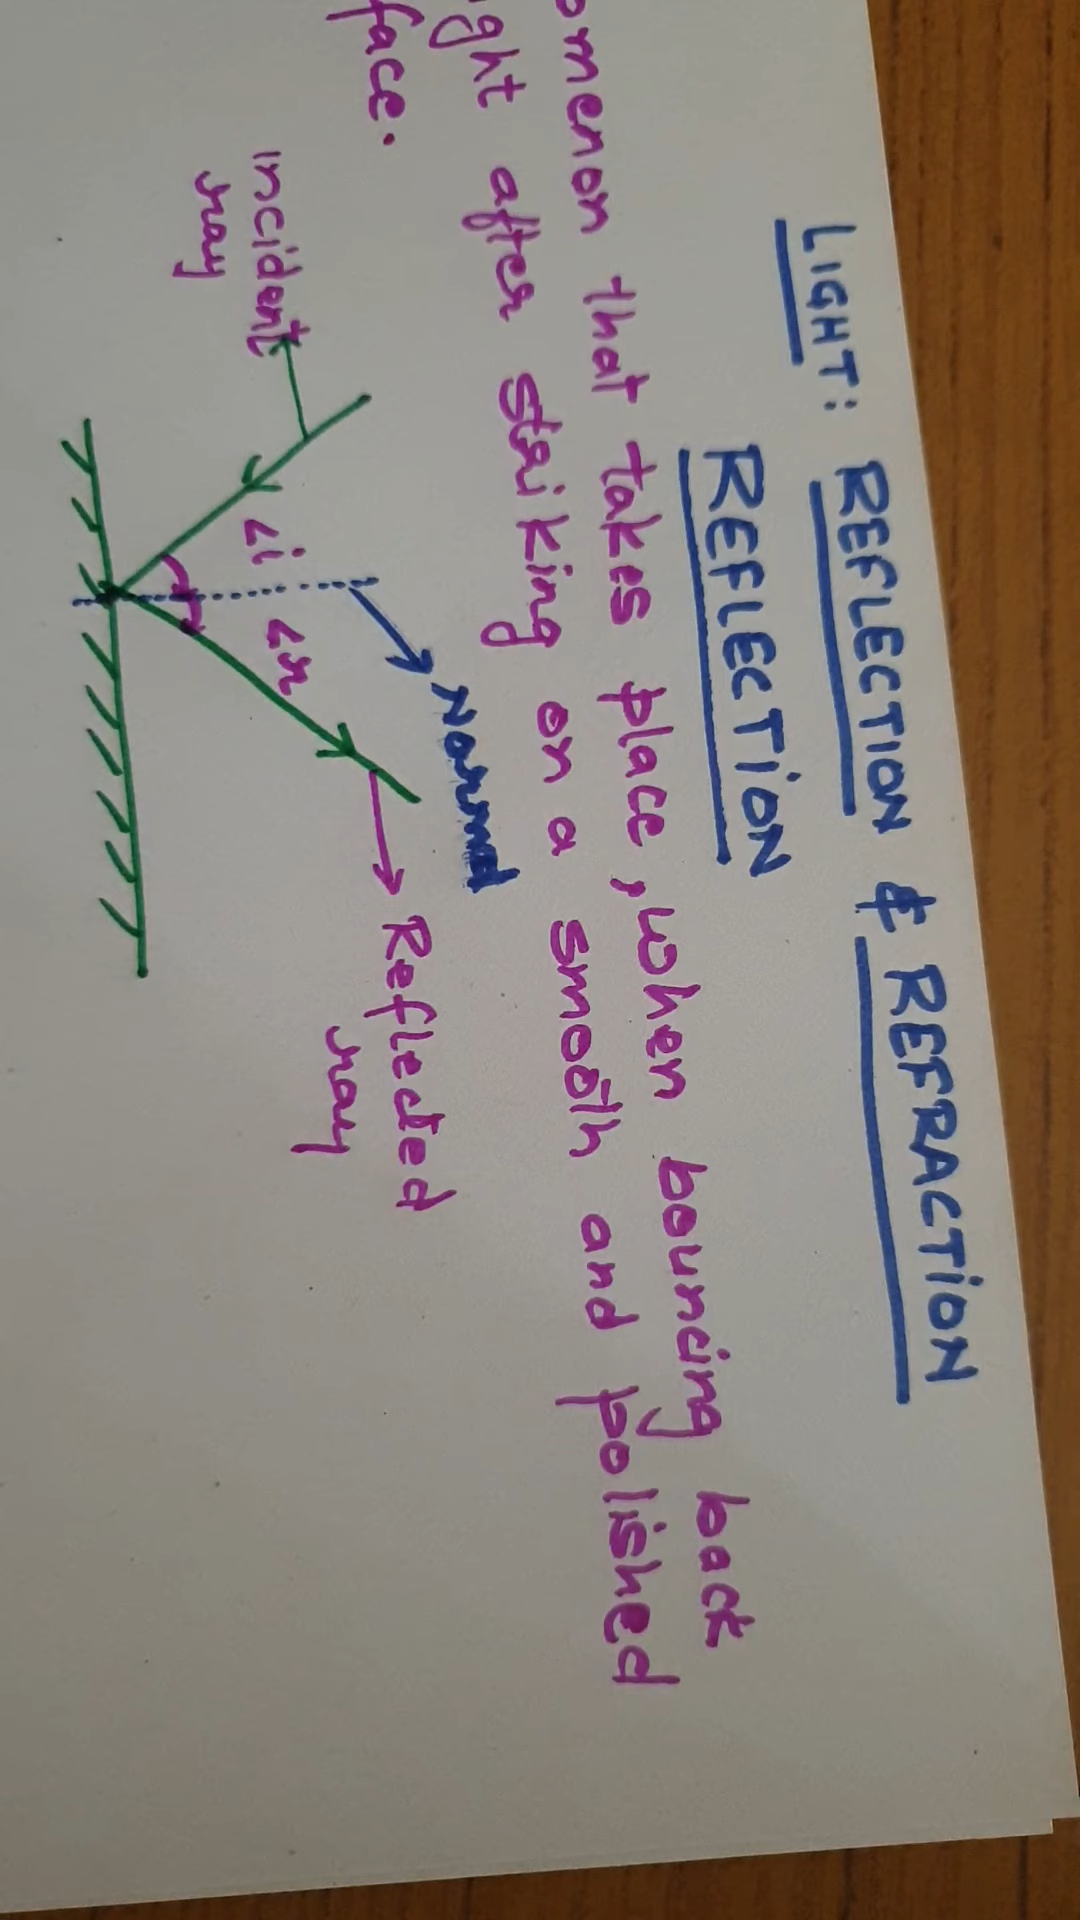 LIGHT: REFLECTION & REFRACTION
REFLECTION
omenon that takes place, when bouncing back
ght after striking on a smooth and polished
face.
incident
ray
∠i
∠r
Normal
Reflected
ray